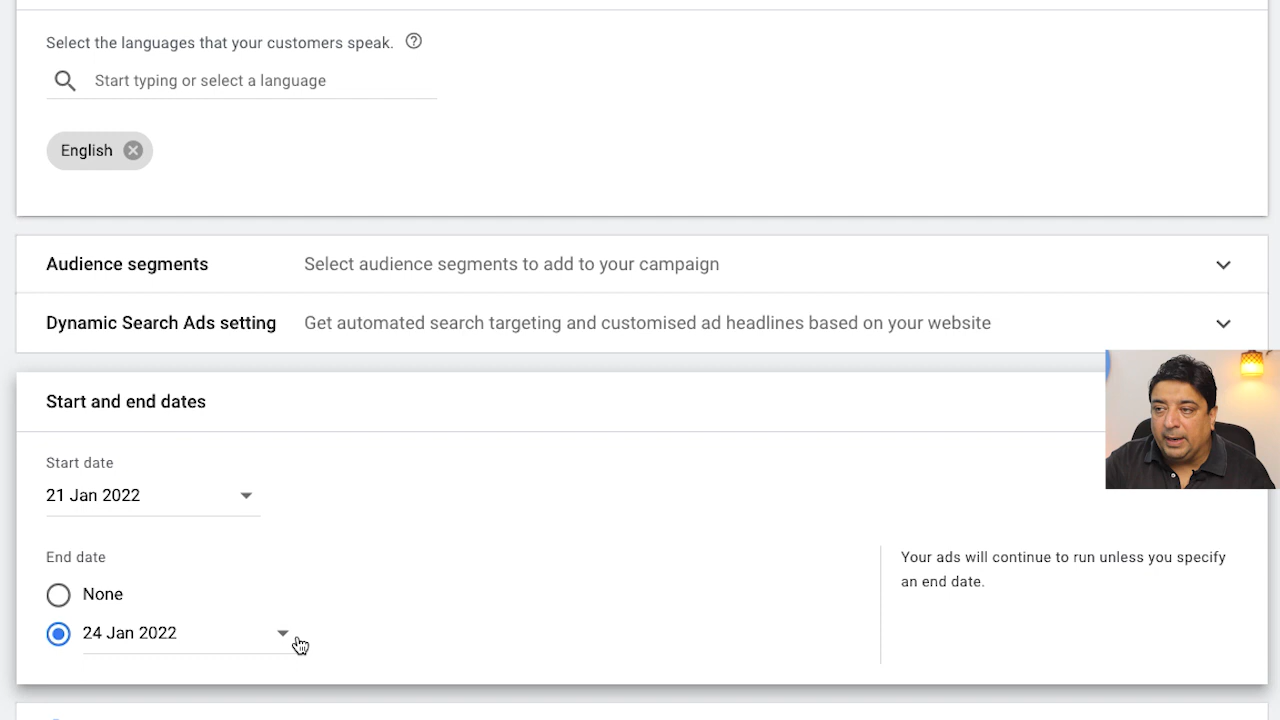 Select the languages that your customers speak.
Start typing or select a language
English
Audience segments
Select audience segments to add to your campaign
Dynamic Search Ads setting
Get automated search targeting and customised ad headlines based on your website
Start and end dates
Start date
21 Jan 2022
End date
None
24 Jan 2022
Your ads will continue to run unless you specify
an end date.